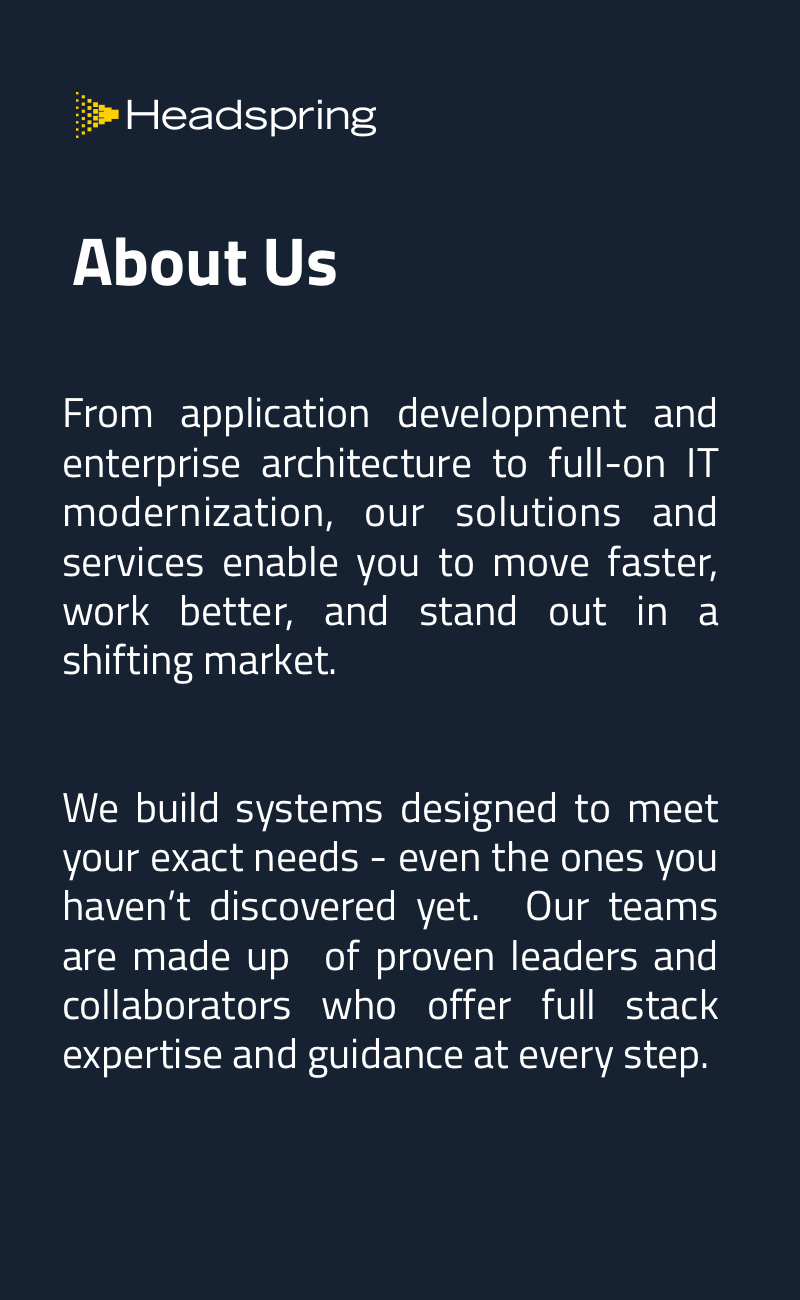 Headspring
About Us
From application development and
enterprise architecture to full-on IT
modernization, our solutions and
services enable you to move faster,
work better, and stand out in a
shifting market.
We build systems designed to meet
your exact needs - even the ones you
haven’t discovered yet.  Our teams
are made up  of proven leaders and
collaborators who offer full stack
expertise and guidance at every step.